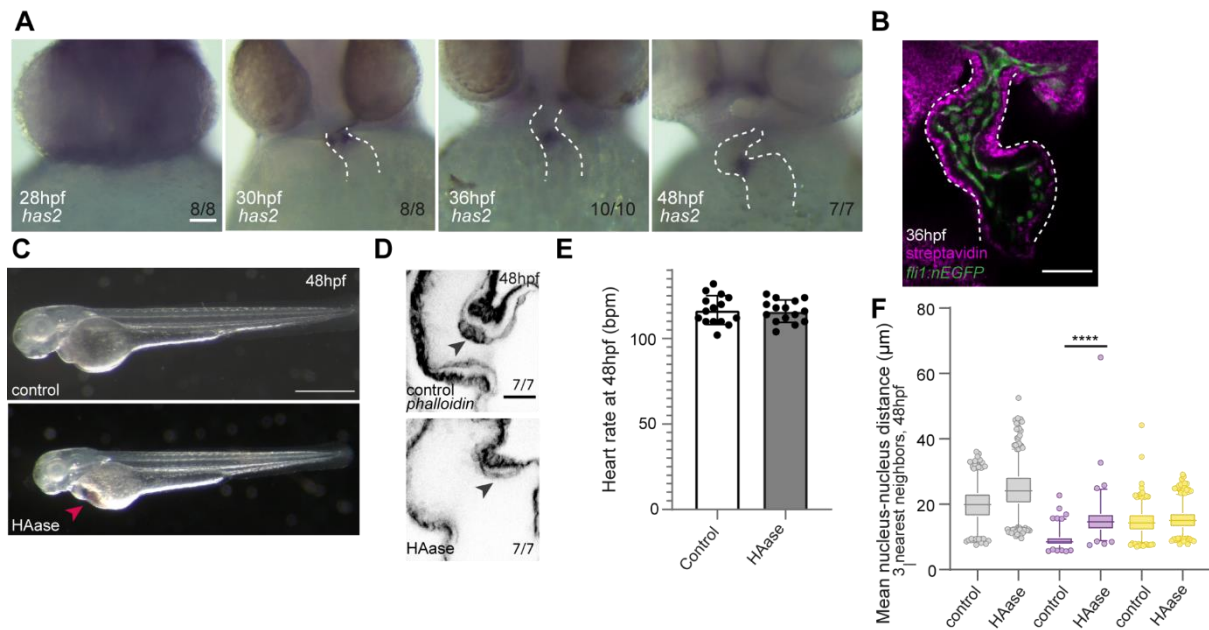 A
28hpf
has2
8/8
30hpf
has2
8/8
36hpf
has2
10/10
48hpf
has2
7/7
B
36hpf
streptavidin
fli1:nEGFP
C
48hpf
control
HAase
D
48hpf
control
phalloidin
7/7
HAase
7/7
E
Heart rate at 48hpf (bpm)
100
50
0
Control
HAase
F
Mean nucleus-nucleus distance (µm)
3 nearest neighbors, 48hpf
80
60
40
20
0
****
control
HAase
control
HAase
control
HAase